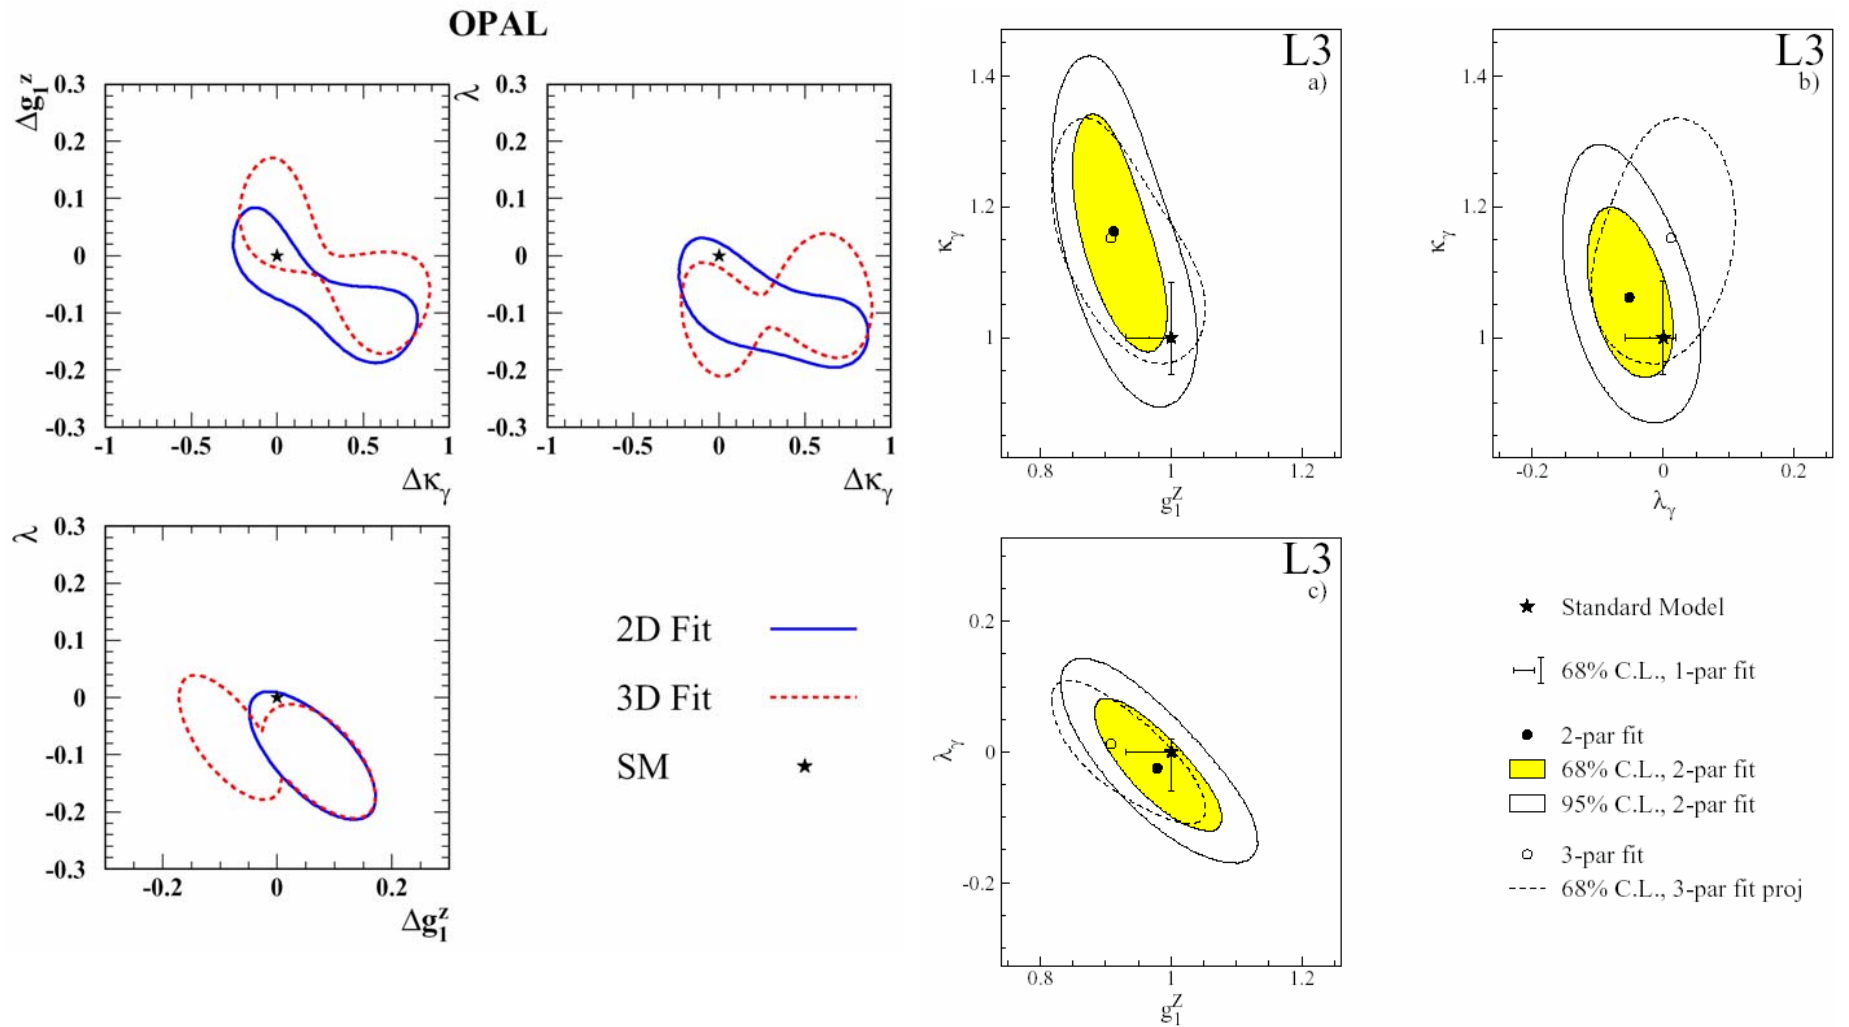 OPAL
Δg₁ᶻ
0.3
0.2
0.1
0
-0.1
-0.2
-0.3
-1 -0.5 0 0.5 1
Δκᵧ
λ
0.3
0.2
0.1
0
-0.1
-0.2
-0.3
-1 -0.5 0 0.5 1
Δκᵧ
λ
0.3
0.2
0.1
0
-0.1
-0.2
-0.3
-0.2 0 0.2
Δg₁ᶻ
2D Fit
3D Fit
SM
L3
a)
κᵧ
1.4
1.2
1
0.8 1 1.2
g₁ᶻ
L3
b)
κᵧ
1.4
1.2
1
-0.2 0 0.2
λᵧ
L3
c)
λᵧ
0.2
0
-0.2
0.8 1 1.2
g₁ᶻ
Standard Model
68% C.L., 1-par fit
2-par fit
68% C.L., 2-par fit
95% C.L., 2-par fit
3-par fit
68% C.L., 3-par fit proj